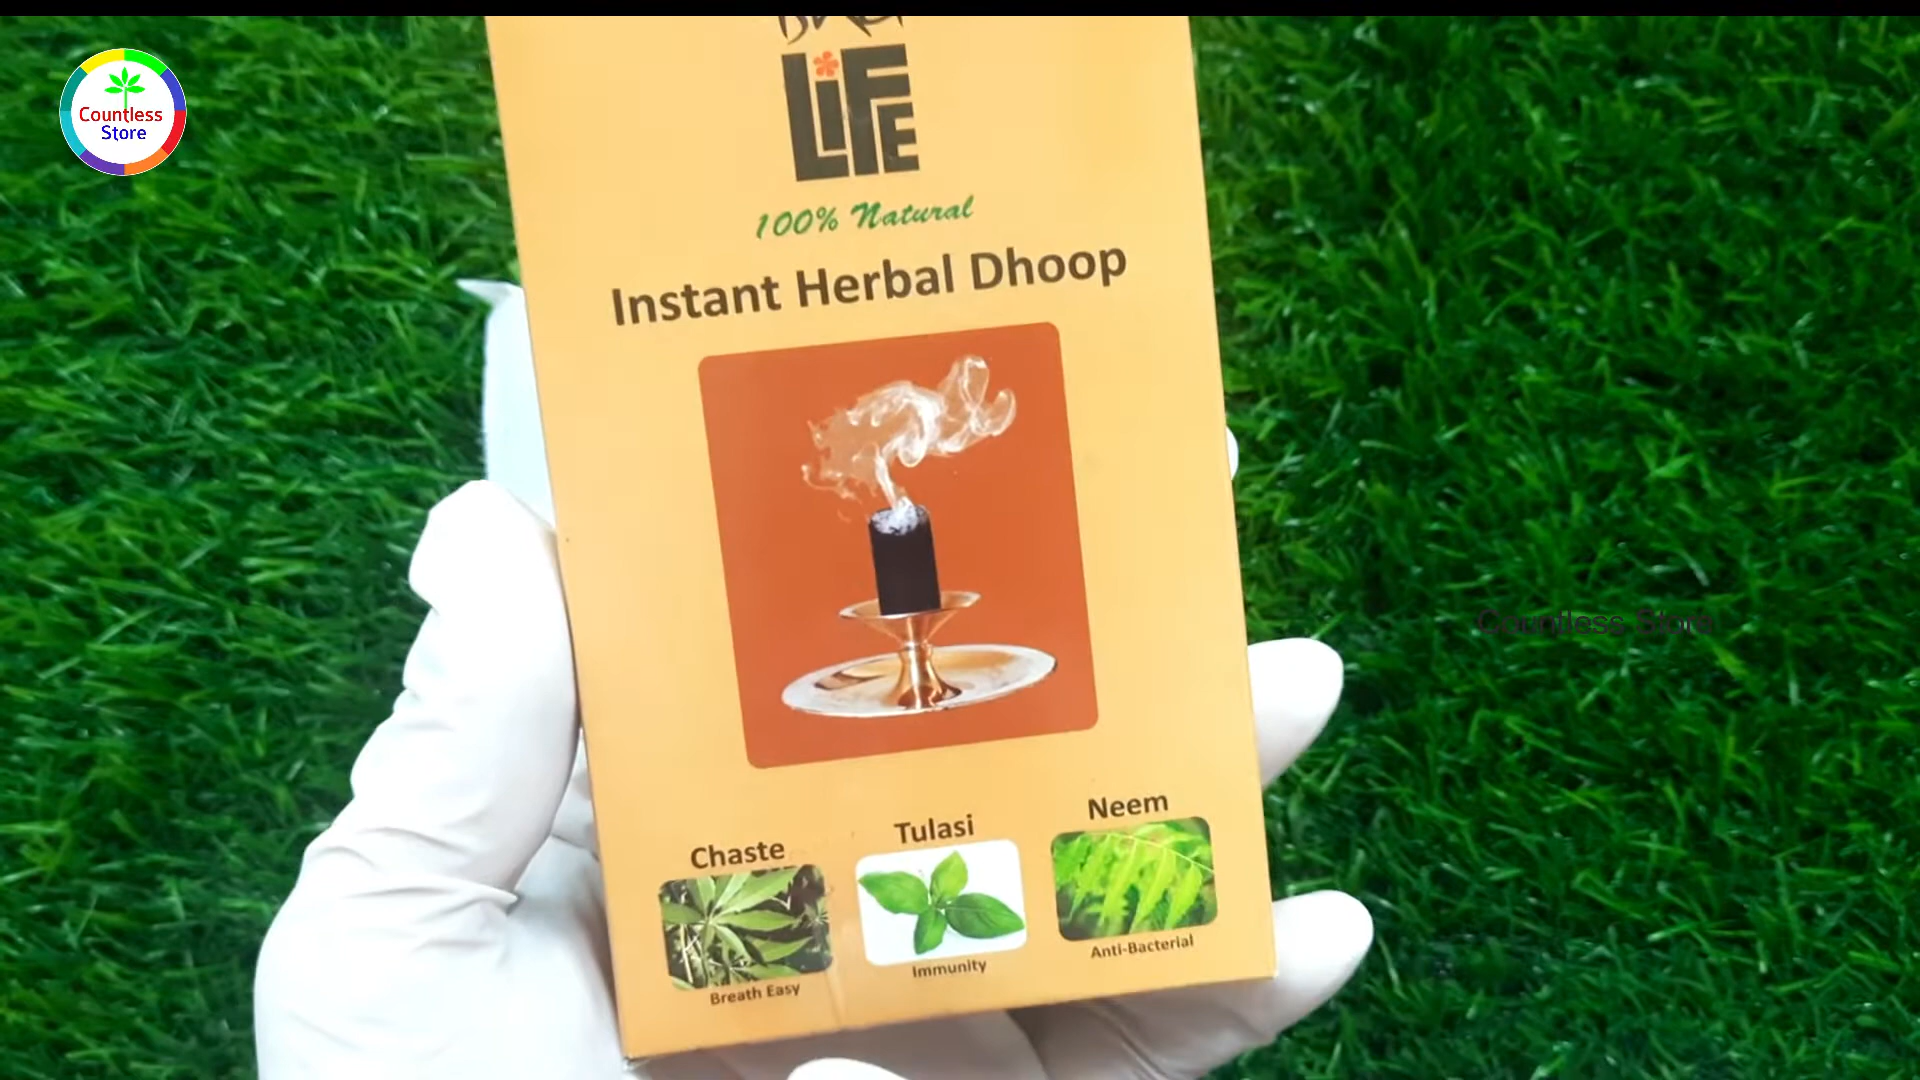 Countless
Store
LiFE
100% Natural
Instant Herbal Dhoop
Chaste
Tulasi
Neem
Breath Easy
Immunity
Anti-Bacterial
Countless Store